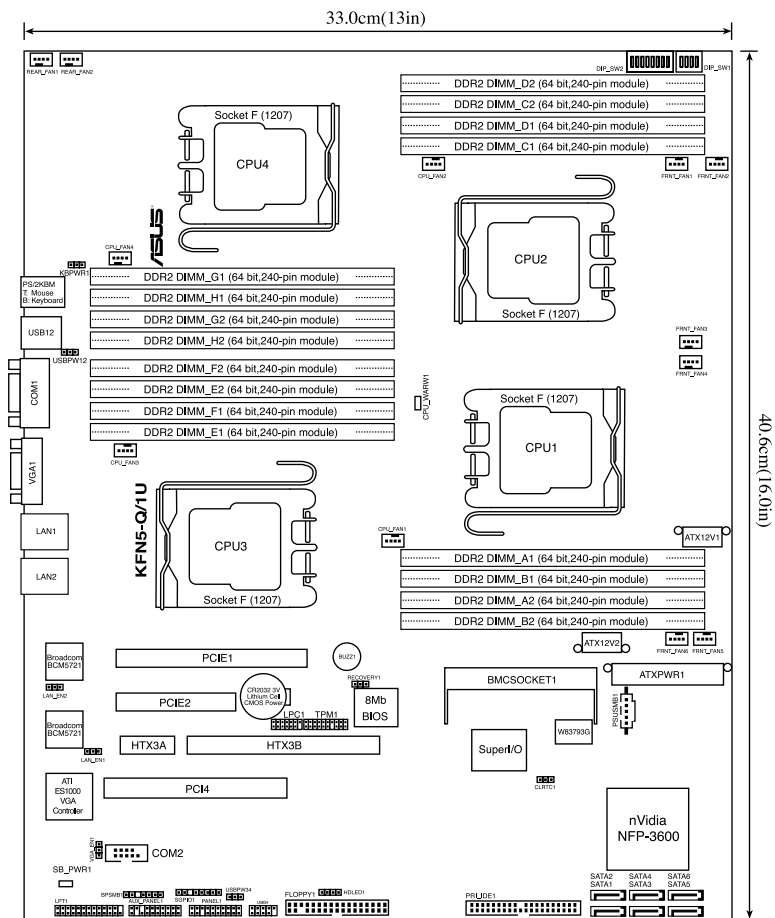 33.0cm(13in)
REAR_FAN1 REAR_FAN2
DIP_SW2
DIP_SW1
DDR2 DIMM_D2 (64 bit,240-pin module)
DDR2 DIMM_C2 (64 bit,240-pin module)
DDR2 DIMM_D1 (64 bit,240-pin module)
DDR2 DIMM_C1 (64 bit,240-pin module)
Socket F (1207)
CPU4
CPU_FAN2
FRNT_FAN1
FRNT_FAN2
ASUS
CPU_FAN4
CPU2
Socket F (1207)
KBPWR1
PS/2KBM
T: Mouse
B: Keyboard
USB12
USBPW12
DDR2 DIMM_G1 (64 bit,240-pin module)
DDR2 DIMM_H1 (64 bit,240-pin module)
DDR2 DIMM_G2 (64 bit,240-pin module)
DDR2 DIMM_H2 (64 bit,240-pin module)
DDR2 DIMM_F2 (64 bit,240-pin module)
DDR2 DIMM_E2 (64 bit,240-pin module)
DDR2 DIMM_F1 (64 bit,240-pin module)
DDR2 DIMM_E1 (64 bit,240-pin module)
FRNT_FAN3
FRNT_FAN4
COM1
CPU_WARW1
Socket F (1207)
CPU1
40.6cm(16.0in)
VGA1
CPU_FAN3
KFN5-Q/1U
CPU3
Socket F (1207)
LAN1
LAN2
CPU_FAN1
ATX12V1
DDR2 DIMM_A1 (64 bit,240-pin module)
DDR2 DIMM_B1 (64 bit,240-pin module)
DDR2 DIMM_A2 (64 bit,240-pin module)
DDR2 DIMM_B2 (64 bit,240-pin module)
ATX12V2
FRNT_FAN6
FRNT_FAN5
Broadcom
BCM5721
LAN_EN2
PCIE1
BUZZ1
RECOVERY1
PCIE2
CR2032 3V
Lithium Cell
CMOS Power
8Mb
BIOS
LPC1
TPM1
BMCSOCKET1
ATXPWR1
PSUSMB1
Broadcom
BCM5721
LAN_EN1
HTX3A
HTX3B
SuperI/O
W83793G
CLRTC1
ATI
ES1000
VGA
Controller
PCI4
nVidia
NFP-3600
VGA_EN1
COM2
SB_PWR1
SATA2 SATA4 SATA6
SATA1 SATA3 SATA5
LPT1
BPSMB1
AUX_PANEL1
SGPIO1
PANEL1
USBPW34
USB34
FLOPPY1
HDLED1
PRI_IDE1